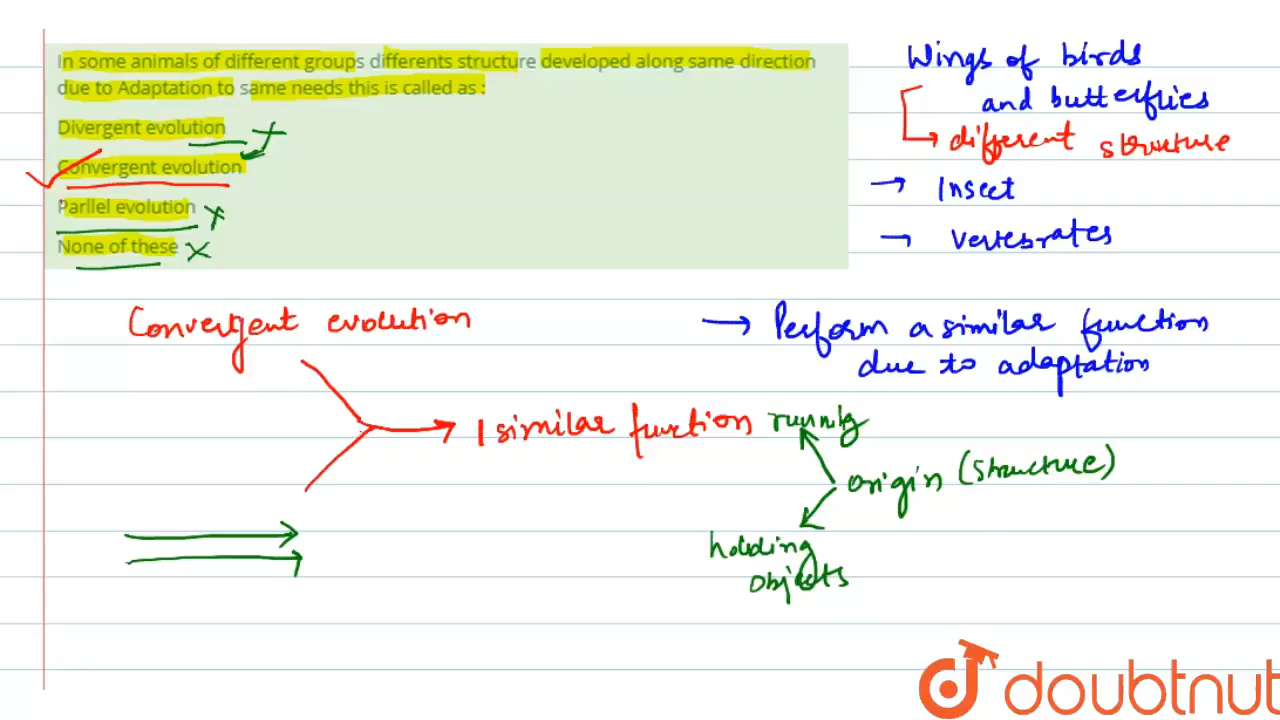 In some animals of different groups differents structure developed along same direction
due to Adaptation to same needs this is called as :
Divergent evolution
Convergent evolution
Parllel evolution
None of these
Wings of birds
and butterflies
different structure
Insect
Vertebrates
Convergent evolution
Perform a similar function
due to adaptation
1 similar function
running
origin (structure)
holding
objects
doubtnut